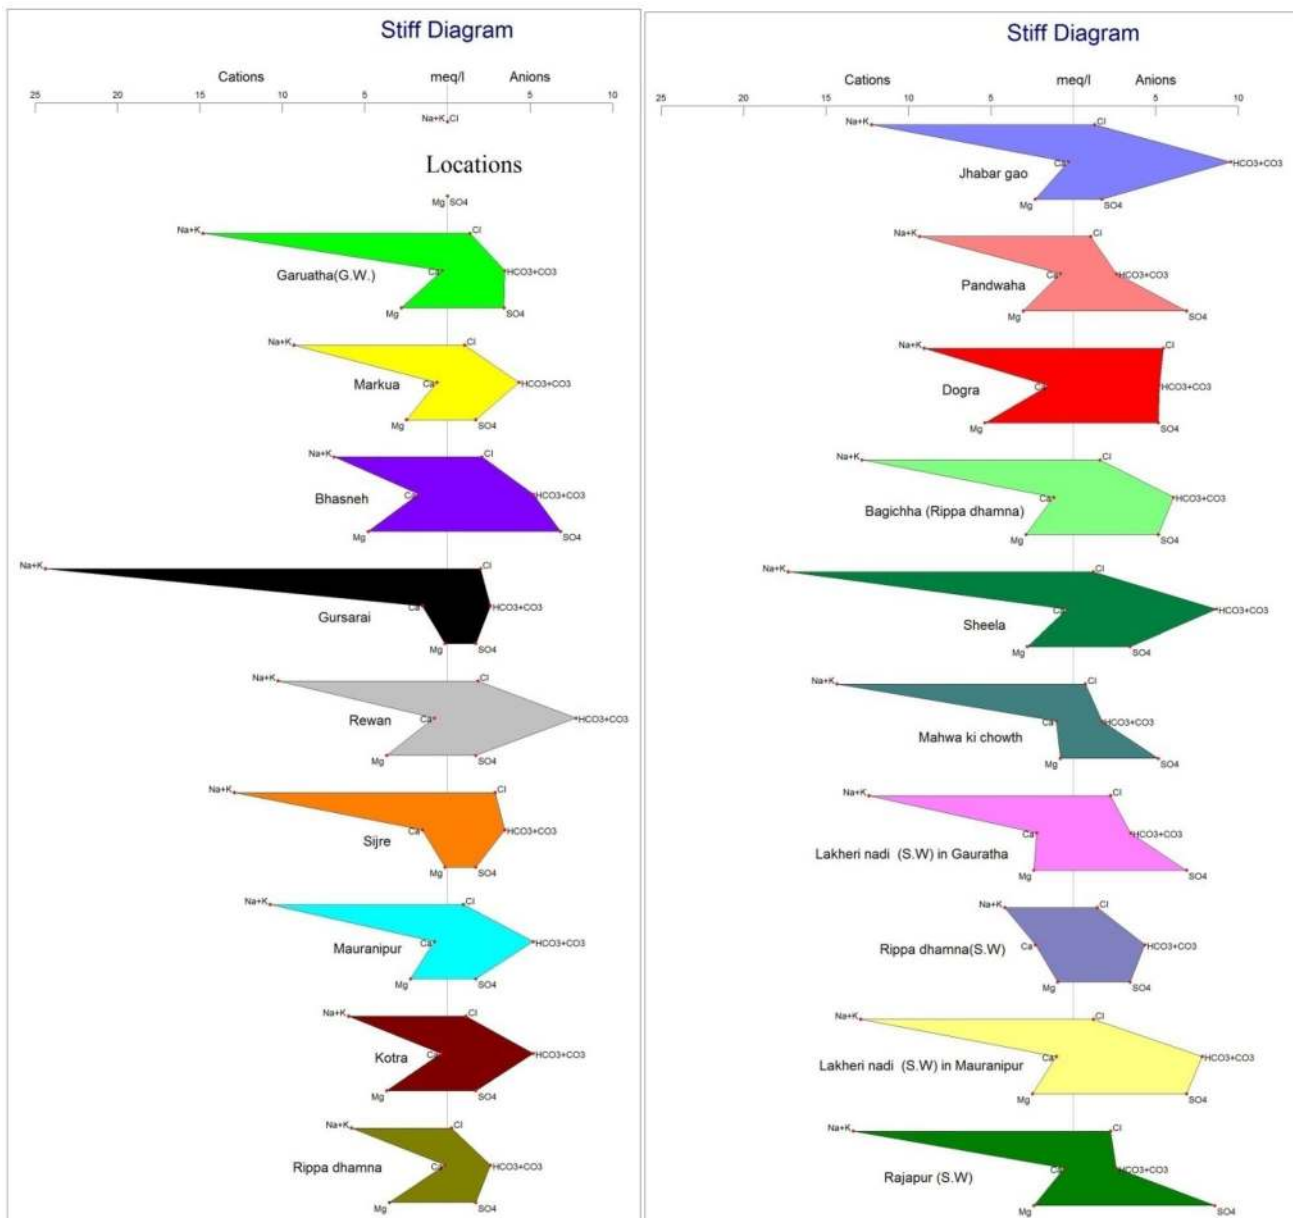 Stiff Diagram
Cations meq/l Anions
25 20 15 10 5 5 10
Na+K Cl
Locations
Mg SO4
Na+K Cl
Garuatha(G.W.) Ca HCO3+CO3
Mg SO4
Na+K Cl
Markua Ca HCO3+CO3
Mg SO4
Na+K Cl
Bhasneh Ca HCO3+CO3
Mg SO4
Na+K Cl
Gursarai Ca HCO3+CO3
Mg SO4
Na+K Cl
Rewan Ca HCO3+CO3
Mg SO4
Na+K Cl
Sijre Ca HCO3+CO3
Mg SO4
Na+K Cl
Mauranipur Ca HCO3+CO3
Mg SO4
Na+K Cl
Kotra Ca HCO3+CO3
Mg SO4
Na+K Cl
Rippa dhamna Ca HCO3+CO3
Mg SO4
Stiff Diagram
Cations meq/l Anions
25 20 15 10 5 5 10
Na+K Cl
Jhabar gao Ca HCO3+CO3
Mg SO4
Na+K Cl
Pandwaha Ca HCO3+CO3
Mg SO4
Na+K Cl
Dogra Ca HCO3+CO3
Mg SO4
Na+K Cl
Bagichha (Rippa dhamna) Ca HCO3+CO3
Mg SO4
Na+K Cl
Sheela Ca HCO3+CO3
Mg SO4
Na+K Cl
Mahwa ki chowth Ca HCO3+CO3
Mg SO4
Na+K Cl
Lakheri nadi (S.W) in Gauratha Ca HCO3+CO3
Mg SO4
Na+K Cl
Rippa dhamna(S.W) Ca HCO3+CO3
Mg SO4
Na+K Cl
Lakheri nadi (S.W) in Mauranipur Ca HCO3+CO3
Mg SO4
Na+K Cl
Rajapur (S.W) Ca HCO3+CO3
Mg SO4